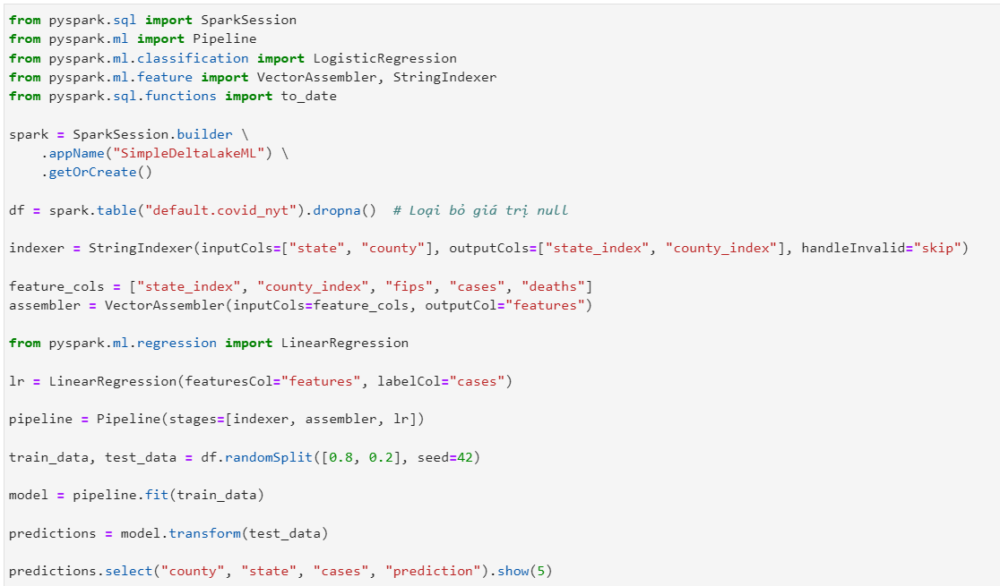 from pyspark.sql import SparkSession
from pyspark.ml import Pipeline
from pyspark.ml.classification import LogisticRegression
from pyspark.ml.feature import VectorAssembler, StringIndexer
from pyspark.sql.functions import to_date
spark = SparkSession.builder \
    .appName("SimpleDeltaLakeML") \
    .getOrCreate()
df = spark.table("default.covid_nyt").dropna()  # Loại bỏ giá trị null
indexer = StringIndexer(inputCols=["state", "county"], outputCols=["state_index", "county_index"], handleInvalid="skip")
feature_cols = ["state_index", "county_index", "fips", "cases", "deaths"]
assembler = VectorAssembler(inputCols=feature_cols, outputCol="features")
from pyspark.ml.regression import LinearRegression
lr = LinearRegression(featuresCol="features", labelCol="cases")
pipeline = Pipeline(stages=[indexer, assembler, lr])
train_data, test_data = df.randomSplit([0.8, 0.2], seed=42)
model = pipeline.fit(train_data)
predictions = model.transform(test_data)
predictions.select("county", "state", "cases", "prediction").show(5)